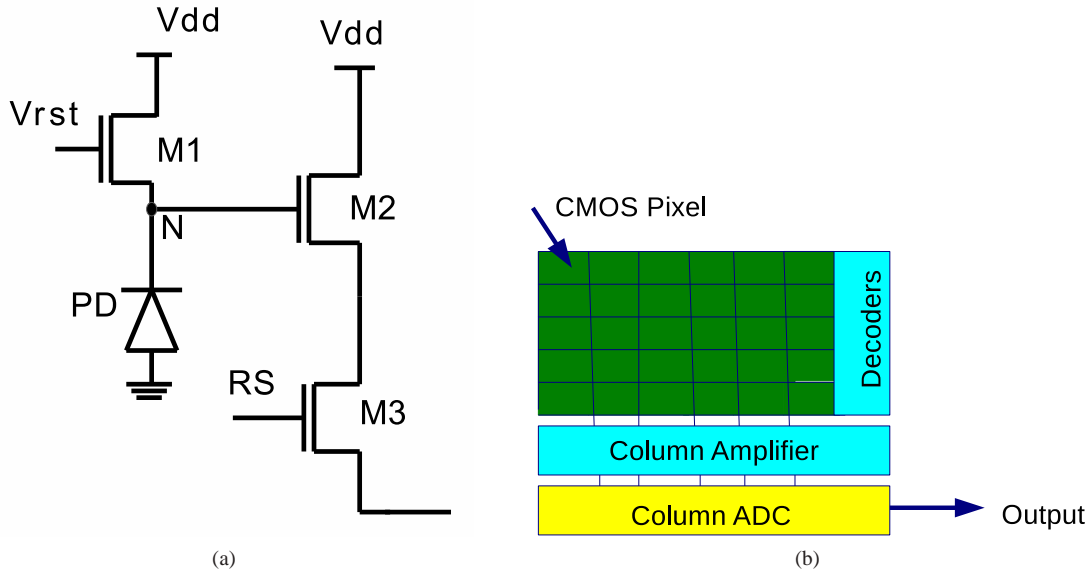 Vdd
Vdd
Vrst
M1
M2
N
PD
RS
M3
(a)
CMOS Pixel
Decoders
Column Amplifier
Column ADC
Output
(b)